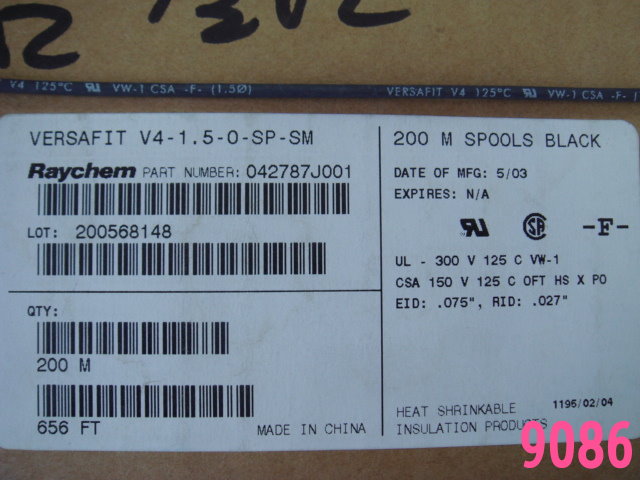 V4 125°C VW-1 CSA -F- (1.5Ø) VERSAFIT V4 125°C VW-1 CSA -F- (1
VERSAFIT V4-1.5-0-SP-SM
Raychem PART NUMBER: 042787J001
LOT: 200568148
QTY:
200 M
656 FT
MADE IN CHINA
200 M SPOOLS BLACK
DATE OF MFG: 5/03
EXPIRES: N/A
-F-
UL - 300 V 125 C VW-1
CSA 150 V 125 C OFT HS X PO
EID: .075", RID: .027"
1195/02/04
HEAT SHRINKABLE
INSULATION PRODUCTS
9086